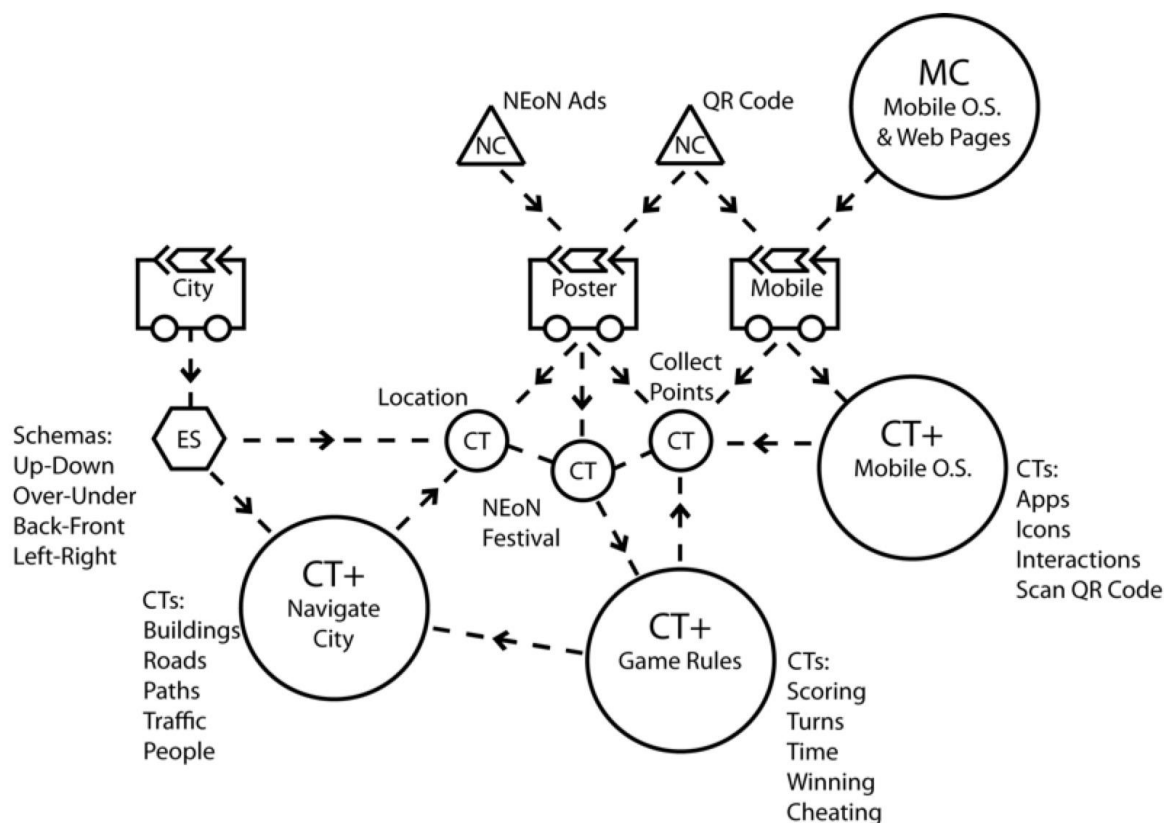 NEoN Ads
QR Code
MC
Mobile O.S.
& Web Pages
NC
NC
City
Poster
Mobile
Collect
Points
Location
ES
CT
CT
CT
CT+
Mobile O.S.
Schemas:
Up-Down
Over-Under
Back-Front
Left-Right
CTs:
Apps
Icons
Interactions
Scan QR Code
NEoN
Festival
CT+
Navigate
City
CTs:
Buildings
Roads
Paths
Traffic
People
CT+
Game Rules
CTs:
Scoring
Turns
Time
Winning
Cheating